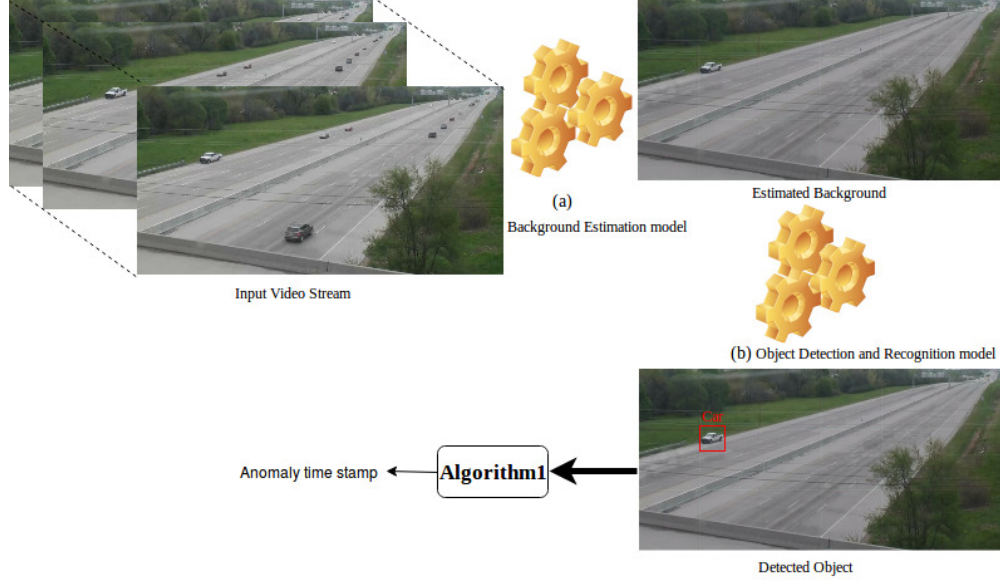 (a)
Background Estimation model
Estimated Background
Input Video Stream
(b) Object Detection and Recognition model
Car
Anomaly time stamp
Algorithm1
Detected Object